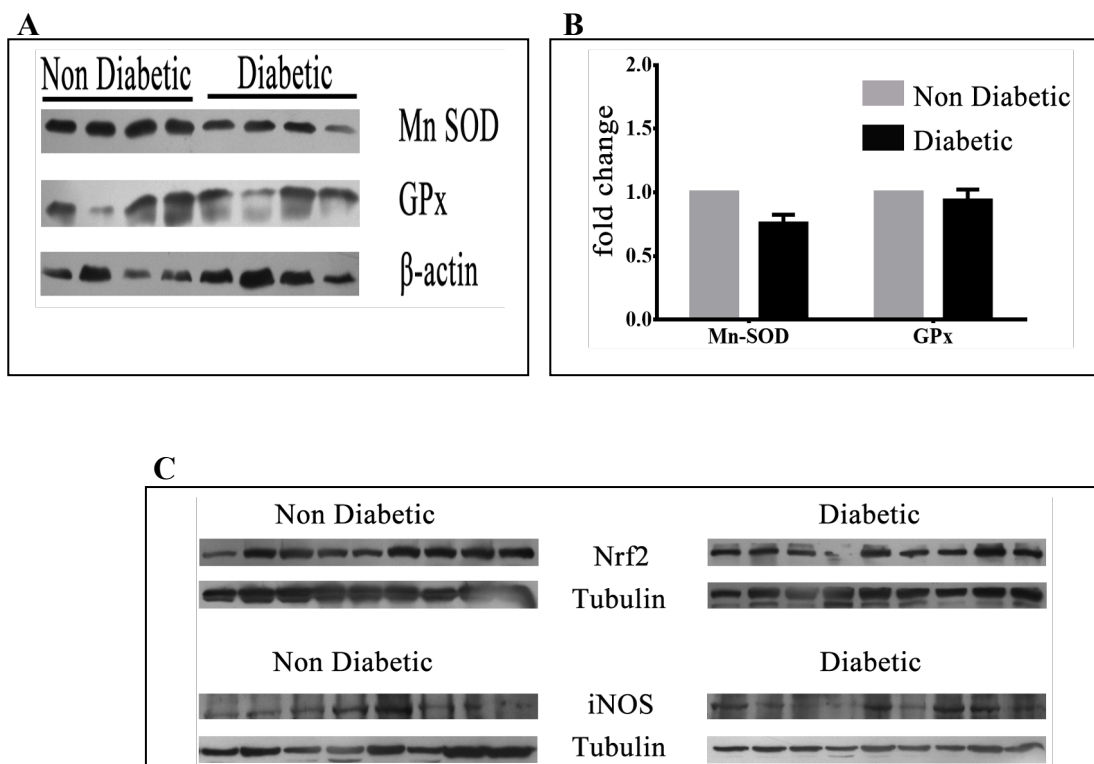 A
Non Diabetic Diabetic
Mn SOD
GPx
β-actin
B
2.0
1.5
1.0
0.5
0.0
fold change
Non Diabetic
Diabetic
Mn-SOD GPx
C
Non Diabetic Diabetic
Nrf2
Tubulin
Non Diabetic Diabetic
iNOS
Tubulin